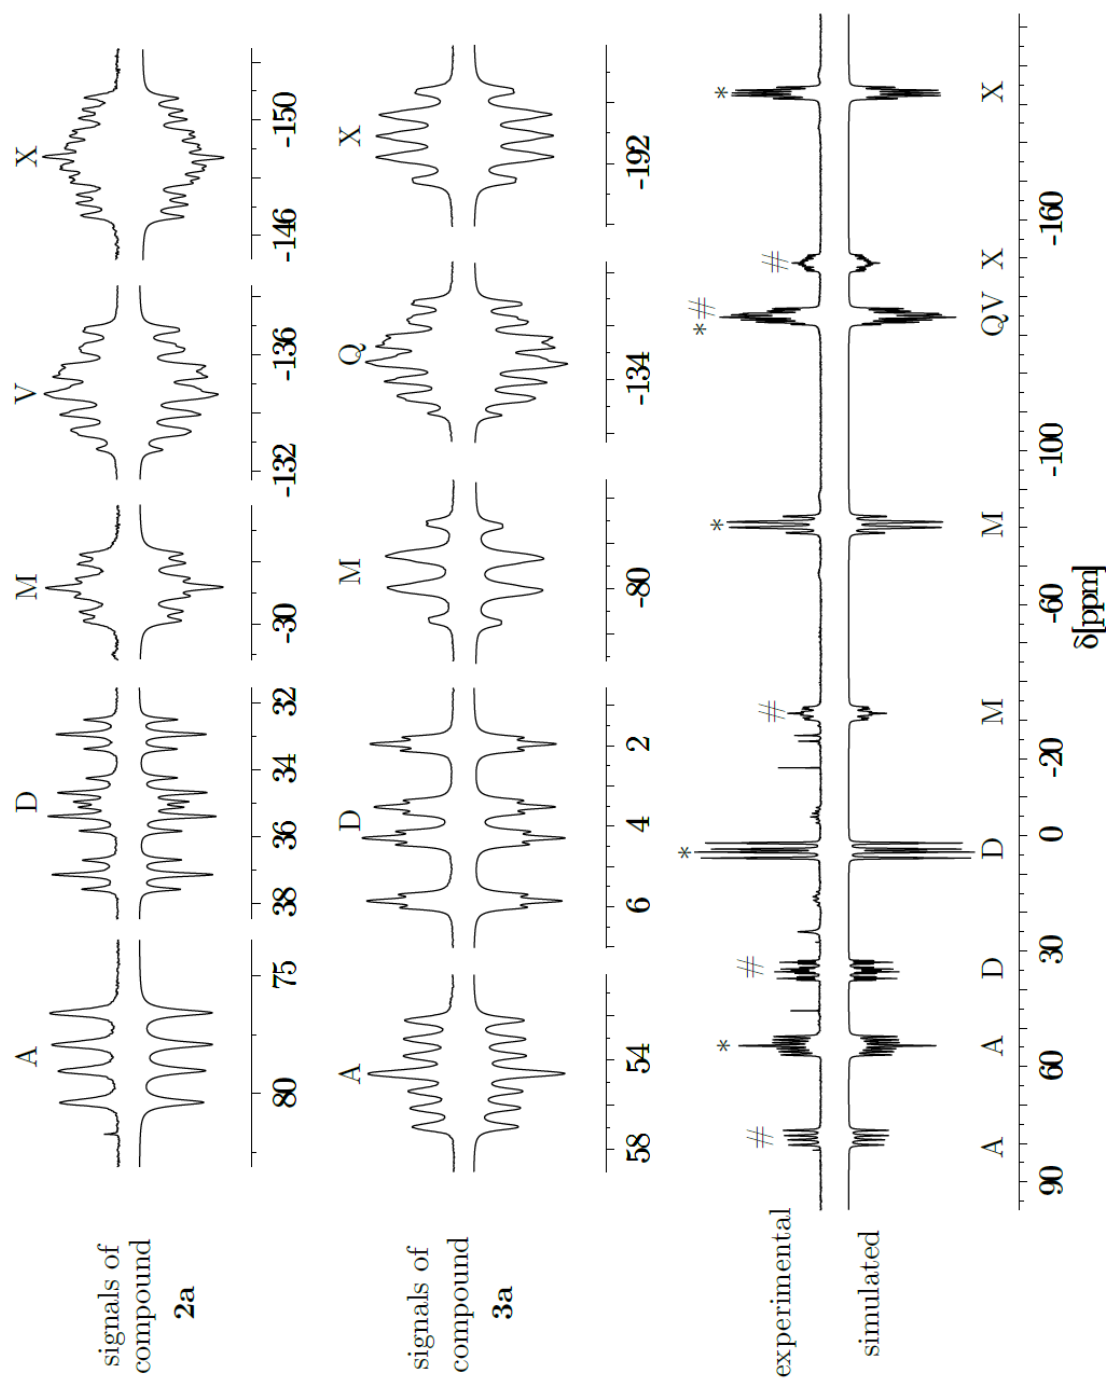 A D M V X
signals of
compound
2a
80 75 38 36 34 32 -30 -132 -136 -146 -150
A D M Q X
signals of
compound
3a
58 54 6 4 2 -80 -134 -192
# * # * # * * # # *
experimental
simulated
A A D D M M Q V X X
90 60 30 0 -20 -60 -100 -160
δ[ppm]